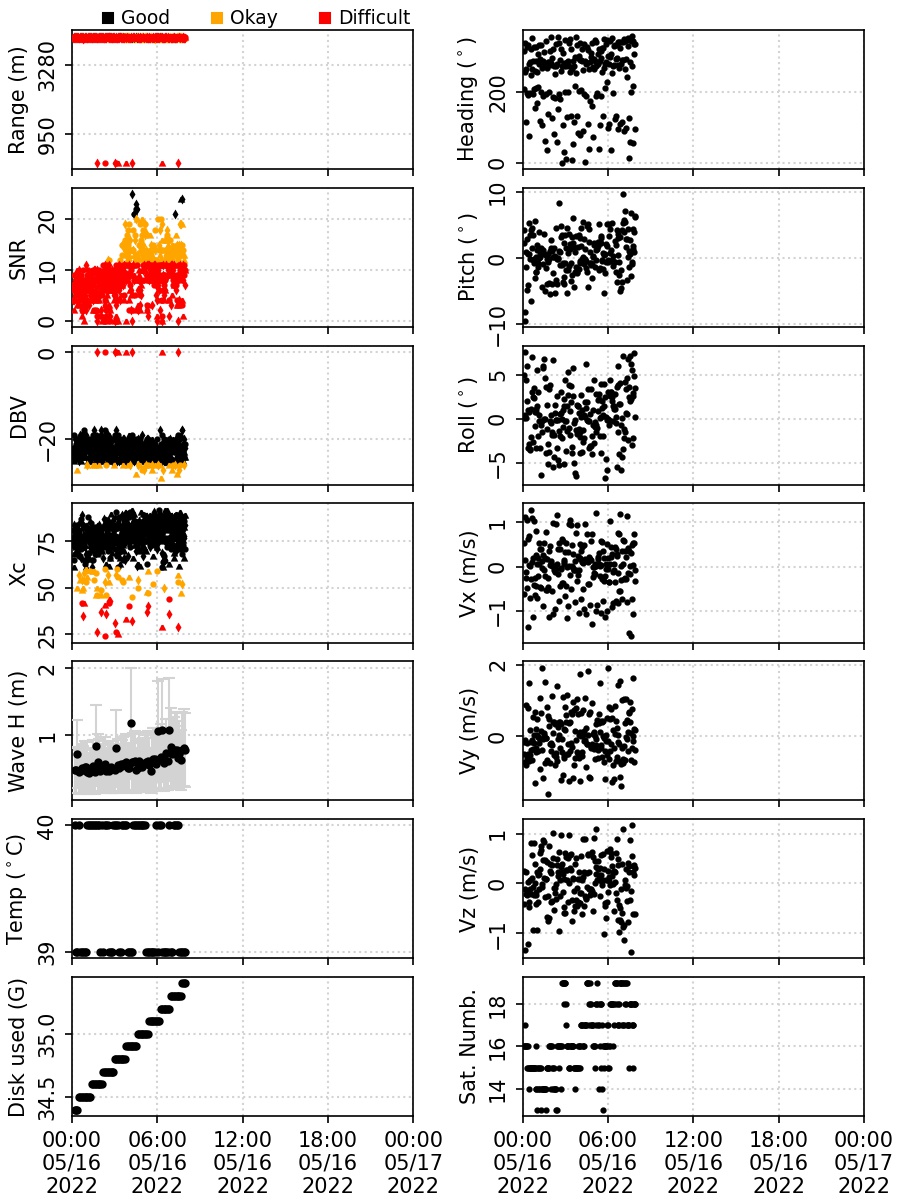 Good Okay Difficult
Range (m)
3280
950
Heading (°)
200
0
SNR
20
10
0
Pitch (°)
10
0
−10
DBV
0
−20
Roll (°)
5
0
−5
Xc
75
50
25
Vx (m/s)
1
0
−1
Wave H (m)
2
1
Vy (m/s)
2
0
Temp (°C)
40
39
Vz (m/s)
1
0
−1
Disk used (G)
35.0
34.5
Sat. Numb.
18
16
14
00:00 06:00 12:00 18:00 00:00
05/16 05/16 05/16 05/16 05/17
2022 2022 2022 2022 2022
00:00 06:00 12:00 18:00 00:00
05/16 05/16 05/16 05/16 05/17
2022 2022 2022 2022 2022